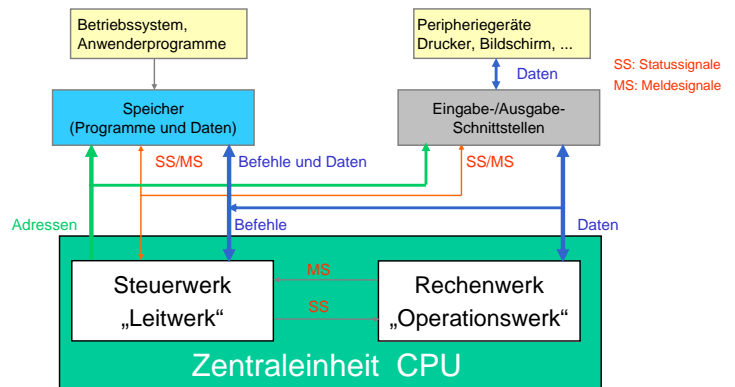 Betriebssystem,
Anwenderprogramme
Peripheriegeräte
Drucker, Bildschirm, ...
SS: Statussignale
MS: Meldesignale
Daten
Speicher
(Programme und Daten)
Eingabe-/Ausgabe-
Schnittstellen
SS/MS
Befehle und Daten
SS/MS
Adressen
Befehle
Daten
Steuerwerk
„Leitwerk“
MS
SS
Rechenwerk
„Operationswerk“
Zentraleinheit CPU